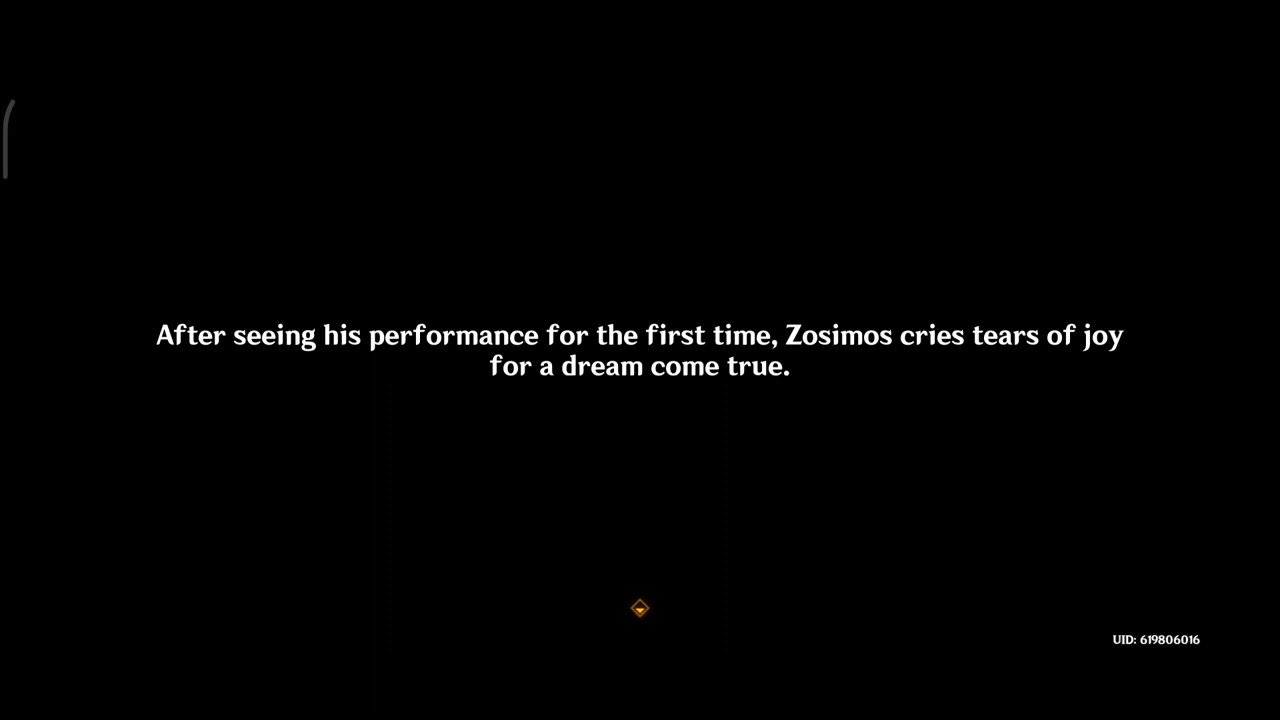 After seeing his performance for the first time, Zosimos cries tears of joy
for a dream come true.
UID: 619806016